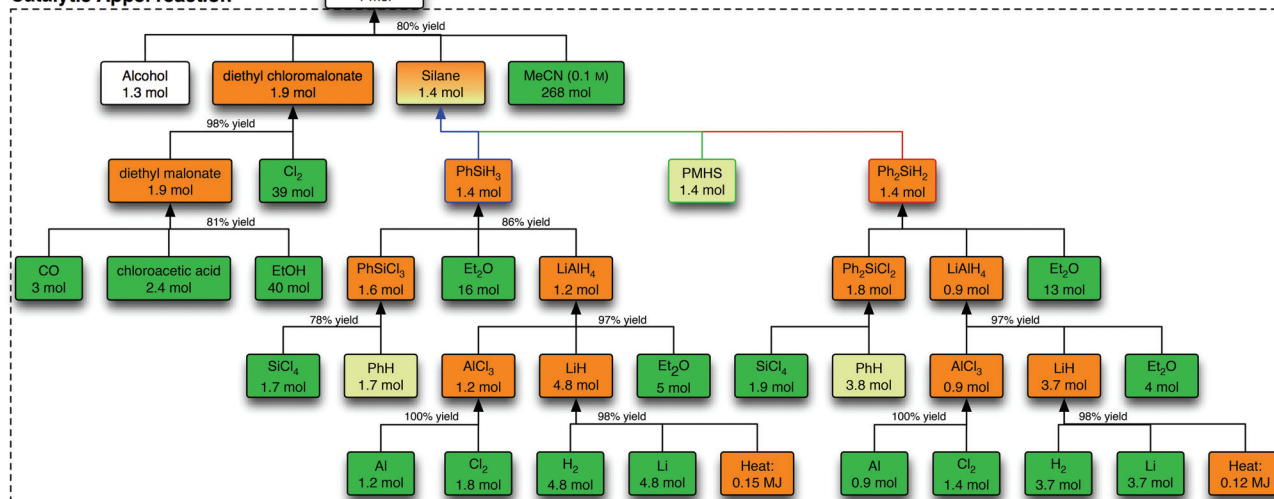 80% yield
Alcohol
1.3 mol
diethyl chloromalonate
1.9 mol
Silane
1.4 mol
MeCN (0.1 M)
268 mol
98% yield
diethyl malonate
1.9 mol
Cl₂
39 mol
PhSiH₃
1.4 mol
PMHS
1.4 mol
Ph₂SiH₂
1.4 mol
81% yield
86% yield
CO
3 mol
chloroacetic acid
2.4 mol
EtOH
40 mol
PhSiCl₃
1.6 mol
Et₂O
16 mol
LiAlH₄
1.2 mol
Ph₂SiCl₂
1.8 mol
LiAlH₄
0.9 mol
Et₂O
13 mol
78% yield
97% yield
97% yield
SiCl₄
1.7 mol
PhH
1.7 mol
AlCl₃
1.2 mol
LiH
4.8 mol
Et₂O
5 mol
SiCl₄
1.9 mol
PhH
3.8 mol
AlCl₃
0.9 mol
LiH
3.7 mol
Et₂O
4 mol
100% yield
98% yield
100% yield
98% yield
Al
1.2 mol
Cl₂
1.8 mol
H₂
4.8 mol
Li
4.8 mol
Heat:
0.15 MJ
Al
0.9 mol
Cl₂
1.4 mol
H₂
3.7 mol
Li
3.7 mol
Heat:
0.12 MJ